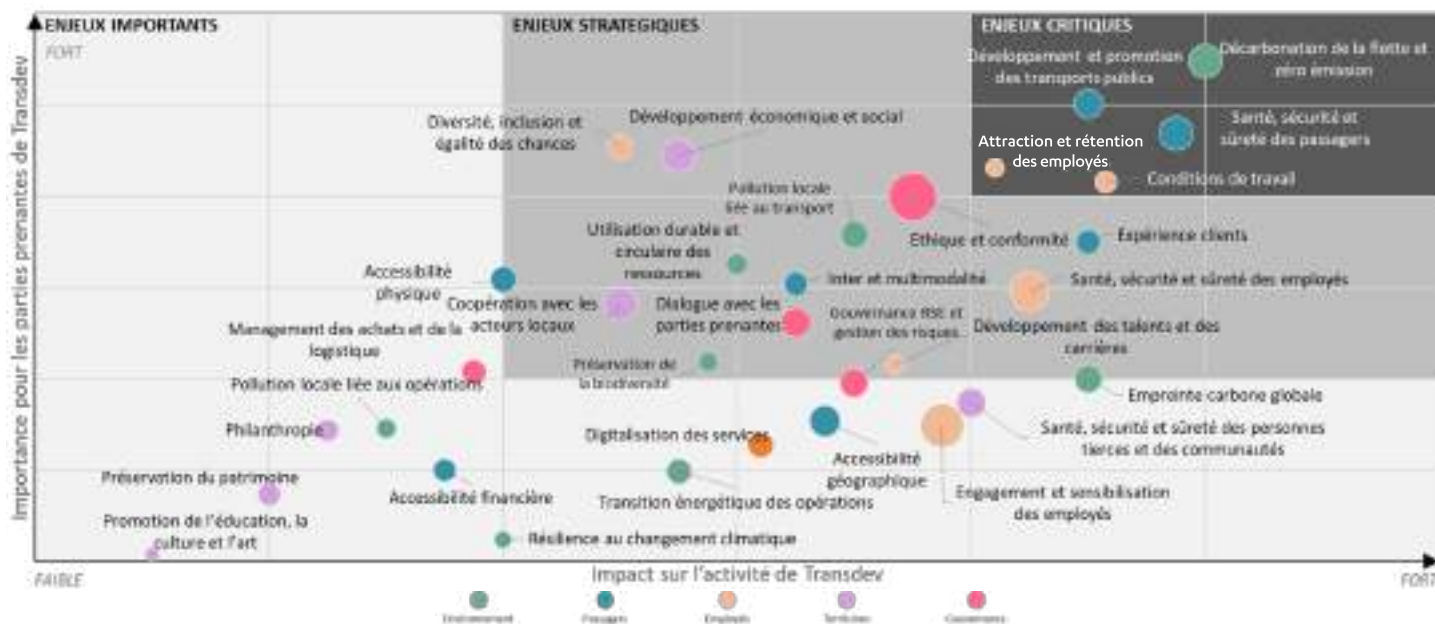 ENJEUX IMPORTANTS
ENJEUX STRATEGIQUES
ENJEUX CRITIQUES
FORT
Importance pour les parties prenantes de Transdev
Développement et promotion
des transports publics
Décarbonation de la flotte et
zéro émission
Diversité, inclusion et
égalité des chances
Développement économique et social
Santé, sécurité et
sûreté des passagers
Attraction et rétention
des employés
Conditions de travail
Pollution locale
liée au transport
Utilisation durable et
circulaire des
ressources
Ethique et conformité
Expérience clients
Accessibilité
physique
Inter et multimodalité
Santé, sécurité et sûreté des employés
Coopération avec les
acteurs locaux
Dialogue avec les
parties prenantes
Gouvernance RSE et
gestion des risques
Développement des talents et des
carrières
Management des achats et de la
logistique
Préservation de
la biodiversité
Pollution locale liée aux opérations
Empreinte carbone globale
Philanthropie
Digitalisation des services
Santé, sécurité et sûreté des personnes
tierces et des communautés
Accessibilité
géographique
Préservation du patrimoine
Accessibilité financière
Transition énergétique des opérations
Engagement et sensibilisation
des employés
Promotion de l'éducation, la
culture et l'art
Résilience au changement climatique
FAIBLE
Impact sur l'activité de Transdev
FORT
Environnement
Passagers
Employés
Territoires
Gouvernance